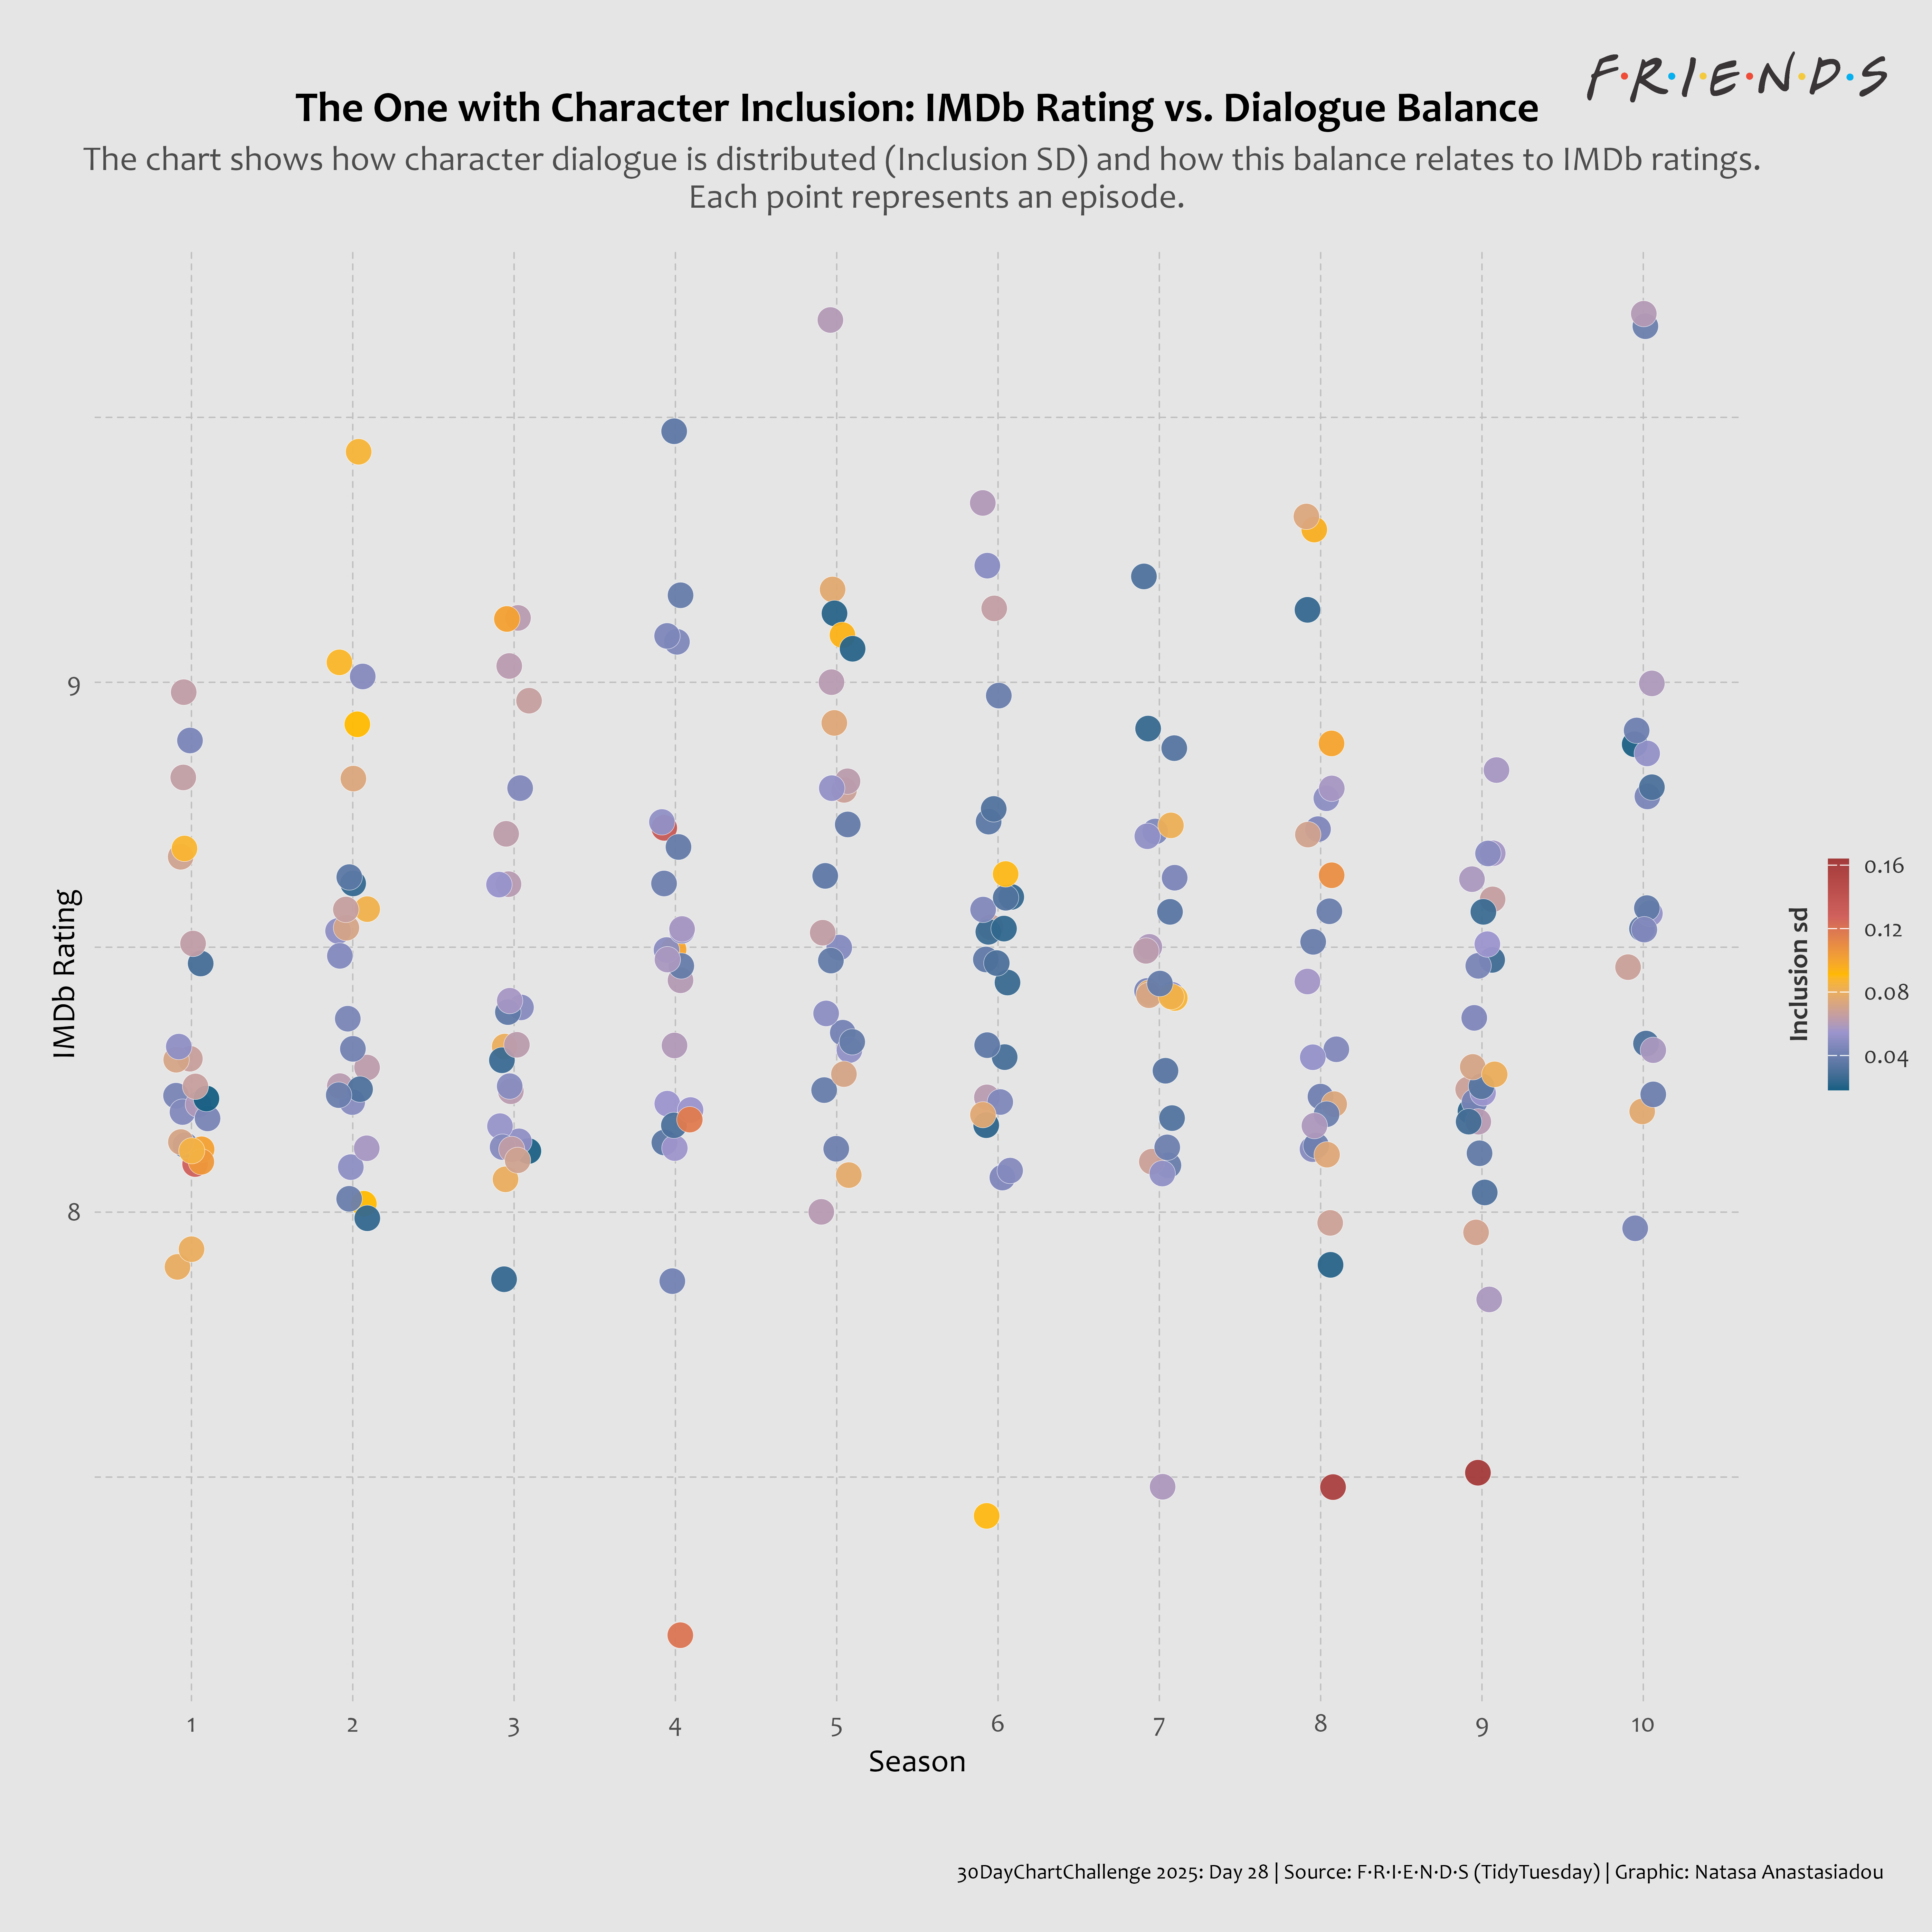 F·R·I·E·N·D·S
The One with Character Inclusion: IMDb Rating vs. Dialogue Balance
The chart shows how character dialogue is distributed (Inclusion SD) and how this balance relates to IMDb ratings.
Each point represents an episode.
IMDb Rating
9
8
1 2 3 4 5 6 7 8 9 10
Season
Inclusion sd
0.16
0.12
0.08
0.04
30DayChartChallenge 2025: Day 28 | Source: F·R·I·E·N·D·S (TidyTuesday) | Graphic: Natasa Anastasiadou